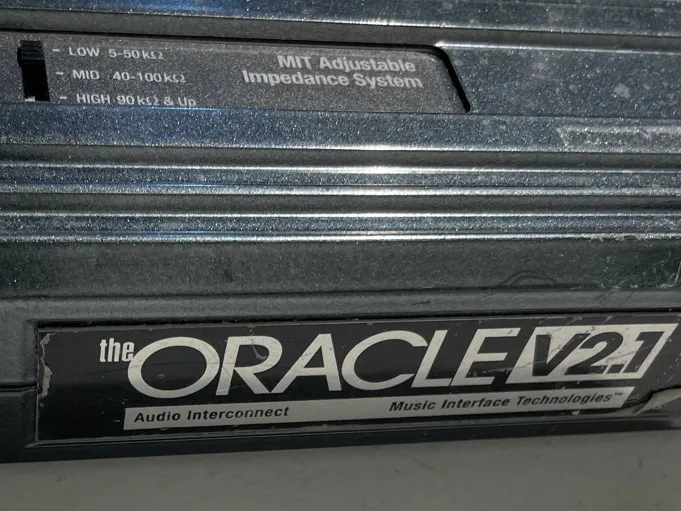 – LOW 5-50 kΩ
– MID 40-100 kΩ
– HIGH 90 kΩ & Up
MIT Adjustable
Impedance System
the ORACLE V2.1
Audio Interconnect Music Interface Technologies™